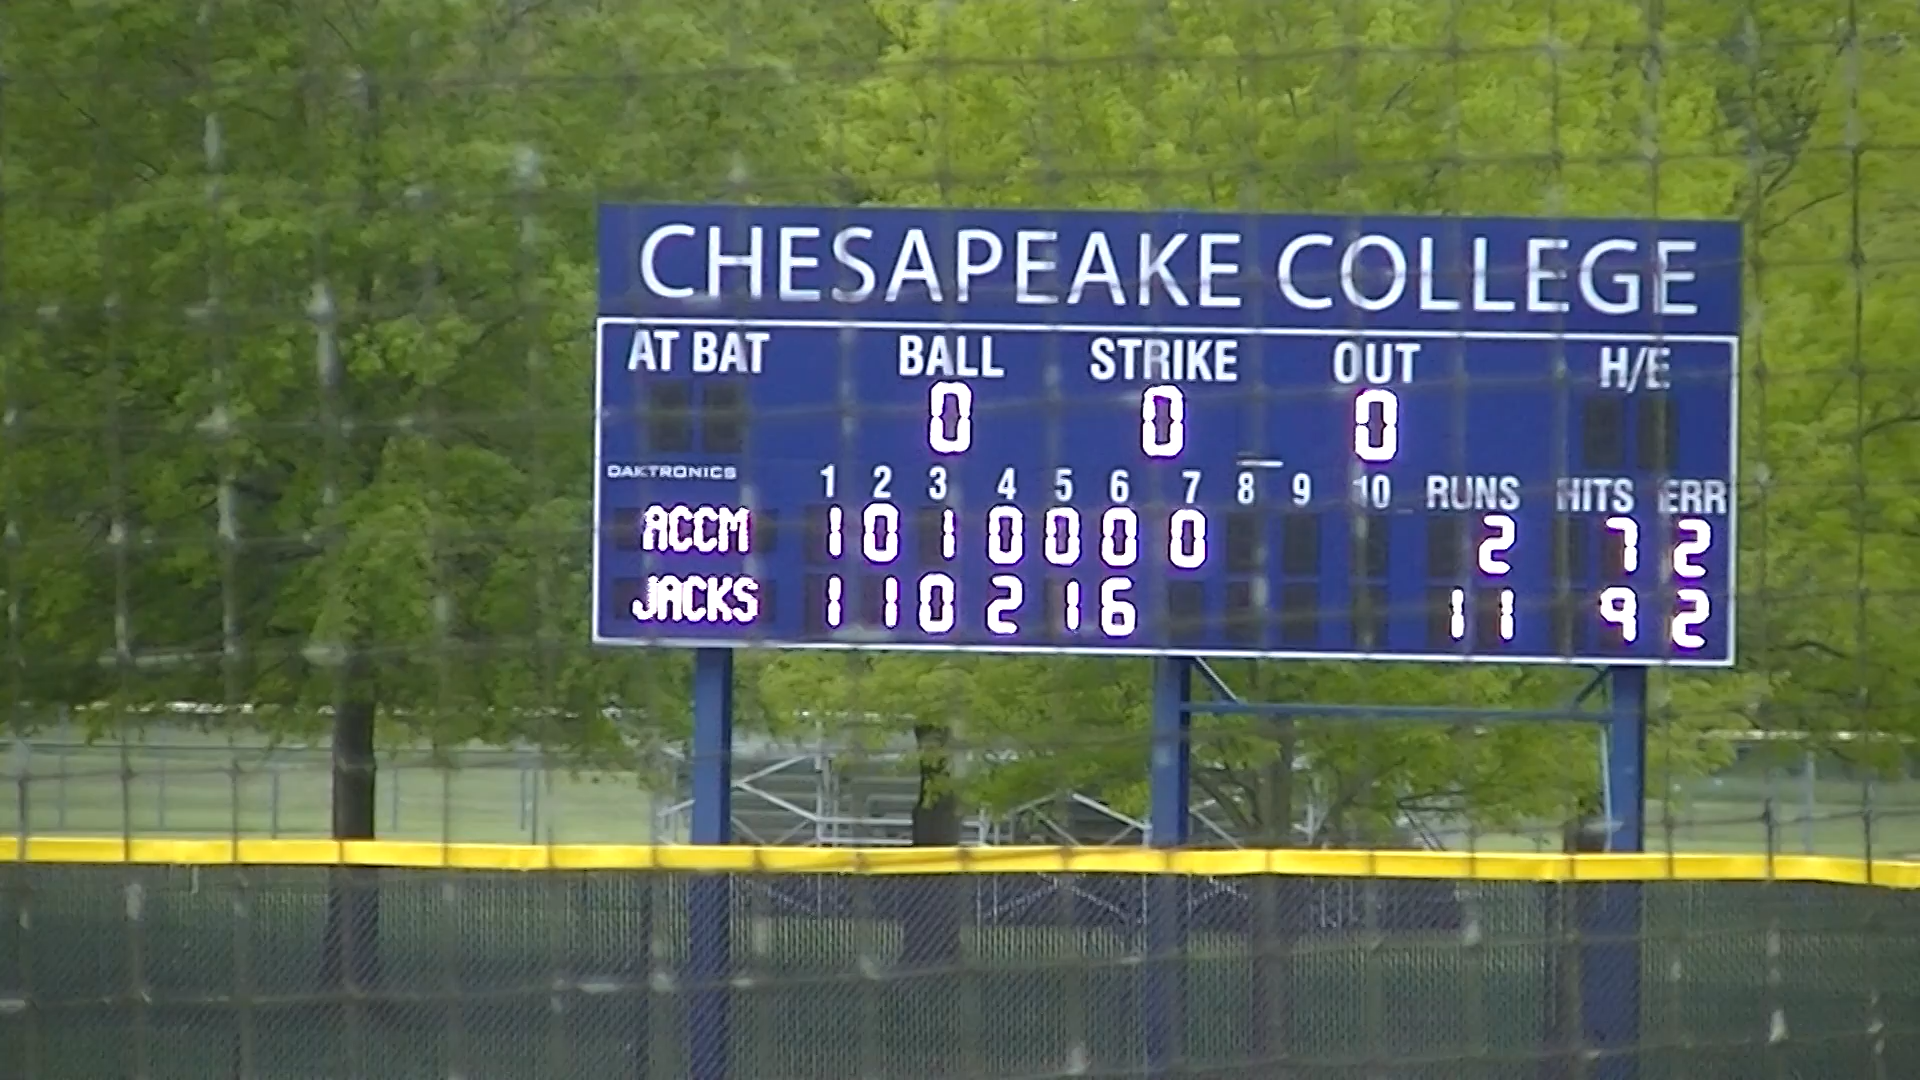 CHESAPEAKE COLLEGE
AT BAT BALL STRIKE OUT H/E
0 0 0
DAKTRONICS 1 2 3 4 5 6 7 8 9 10 RUNS HITS ERR
ACCM 1 0 1 0 0 0 0 2 7 2
JACKS 1 1 0 2 1 6 11 9 2